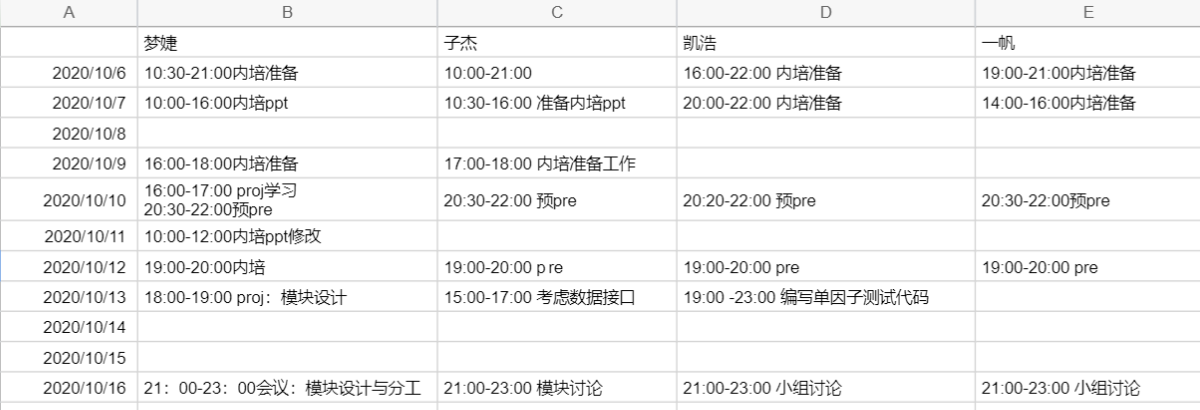 A B C D E
梦婕 子杰 凯浩 一帆
2020/10/6 10:30-21:00内培准备 10:00-21:00 16:00-22:00 内培准备 19:00-21:00内培准备
2020/10/7 10:00-16:00内培ppt 10:30-16:00 准备内培ppt 20:00-22:00 内培准备 14:00-16:00内培准备
2020/10/8
2020/10/9 16:00-18:00内培准备 17:00-18:00 内培准备工作
2020/10/10 16:00-17:00 proj学习
20:30-22:00预pre 20:30-22:00 预pre 20:20-22:00 预pre 20:30-22:00预pre
2020/10/11 10:00-12:00内培ppt修改
2020/10/12 19:00-20:00内培 19:00-20:00 pre 19:00-20:00 pre 19:00-20:00 pre
2020/10/13 18:00-19:00 proj：模块设计 15:00-17:00 考虑数据接口 19:00 -23:00 编写单因子测试代码
2020/10/14
2020/10/15
2020/10/16 21：00-23：00会议：模块设计与分工 21:00-23:00 模块讨论 21:00-23:00 小组讨论 21:00-23:00 小组讨论